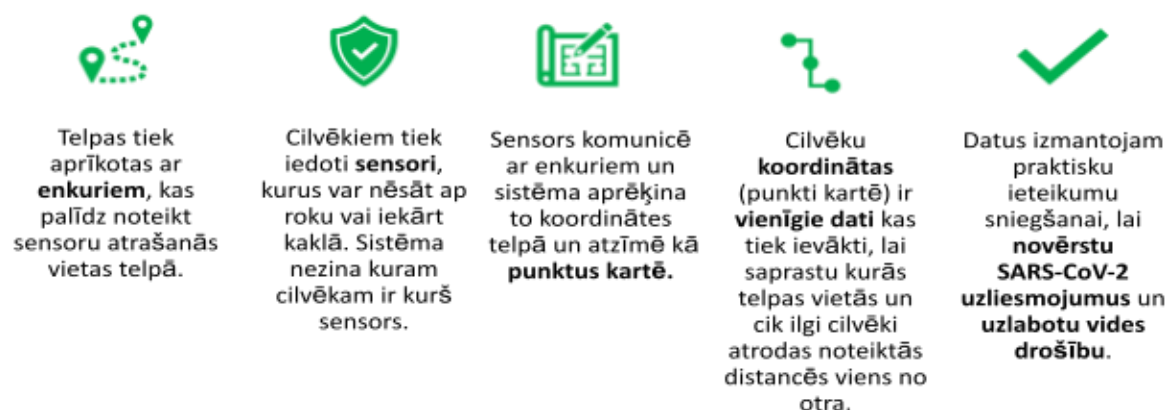 Telpas tiek
aprīkotas ar
enkuriem, kas
palīdz noteikt
sensoru atrašanās
vietas telpā.
Cilvēkiem tiek
iedoti sensori,
kurus var nēsāt ap
roku vai iekārt
kaklā. Sistēma
nezina kuram
cilvēkam ir kurš
sensors.
Sensors komunicē
ar enkuriem un
sistēma aprēķina
to koordinātes
telpā un atzīmē kā
punktus kartē.
Cilvēku
koordinātas
(punkti kartē) ir
vienīgie dati kas
tiek ievākti, lai
saprastu kurās
telpas vietās un
cik ilgi cilvēki
atrodas noteiktās
distancēs viens no
otra.
Datus izmantojam
praktisku
ieteikumu
sniegšanai, lai
novērstu
SARS-CoV-2
uzliesmojumus un
uzlabotu vides
drošību.